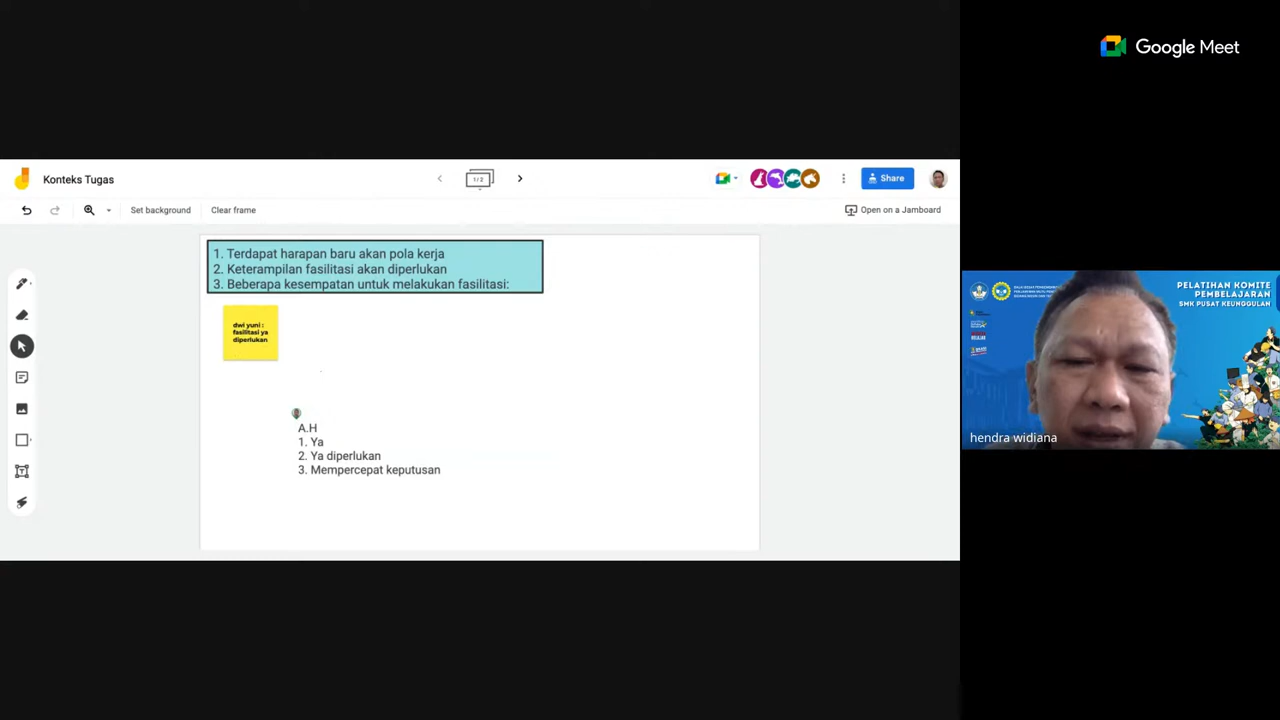 Google Meet
Konteks Tugas
1/2
Share
Set background
Clear frame
Open on a Jamboard
1. Terdapat harapan baru akan pola kerja
2. Keterampilan fasilitasi akan diperlukan
3. Beberapa kesempatan untuk melakukan fasilitasi:
dwi yuni :
fasilitasi ya
diperlukan
A.H
1. Ya
2. Ya diperlukan
3. Mempercepat keputusan
PELATIHAN KOMITE
PEMBELAJARAN
SMK PUSAT KEUNGGULAN
hendra widiana